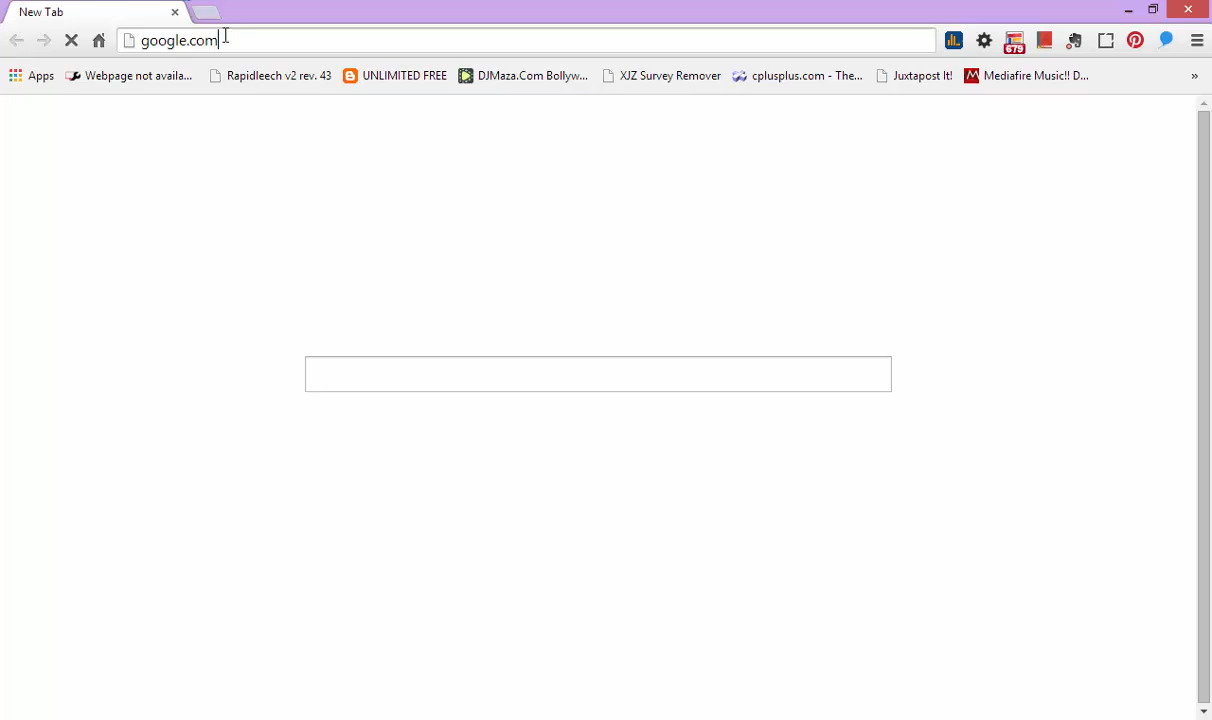 New Tab
google.com
679
Apps Webpage not availa... Rapidleech v2 rev. 43 UNLIMITED FREE DJMaza.Com Bollyw... XJZ Survey Remover cplusplus.com - The... Juxtapost It! Mediafire Music!! D... »